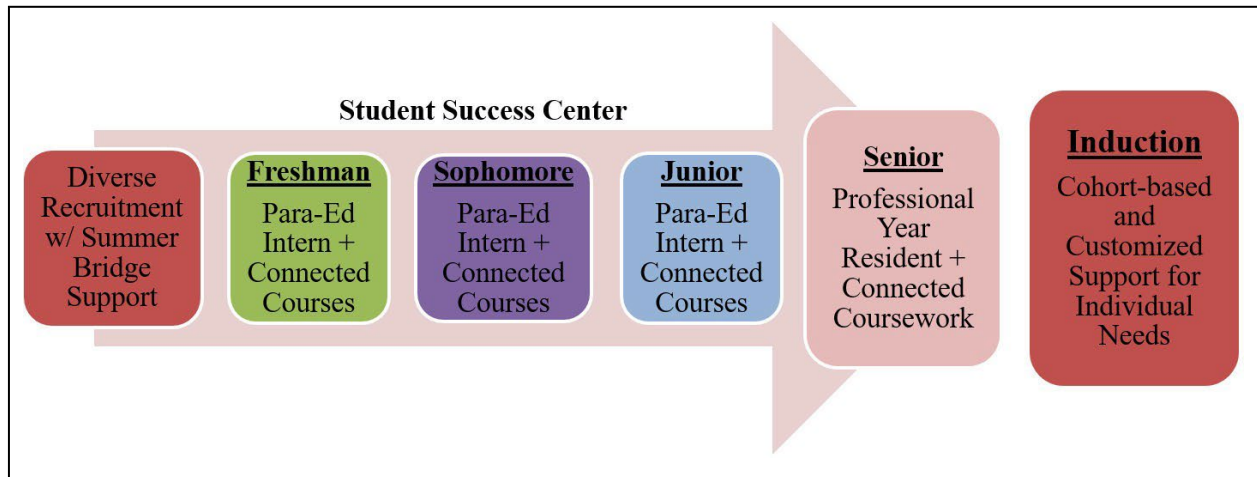 Student Success Center
Diverse
Recruitment
w/ Summer
Bridge
Support
Freshman
Para-Ed
Intern +
Connected
Courses
Sophomore
Para-Ed
Intern +
Connected
Courses
Junior
Para-Ed
Intern +
Connected
Courses
Senior
Professional
Year
Resident +
Connected
Coursework
Induction
Cohort-based
and
Customized
Support for
Individual
Needs